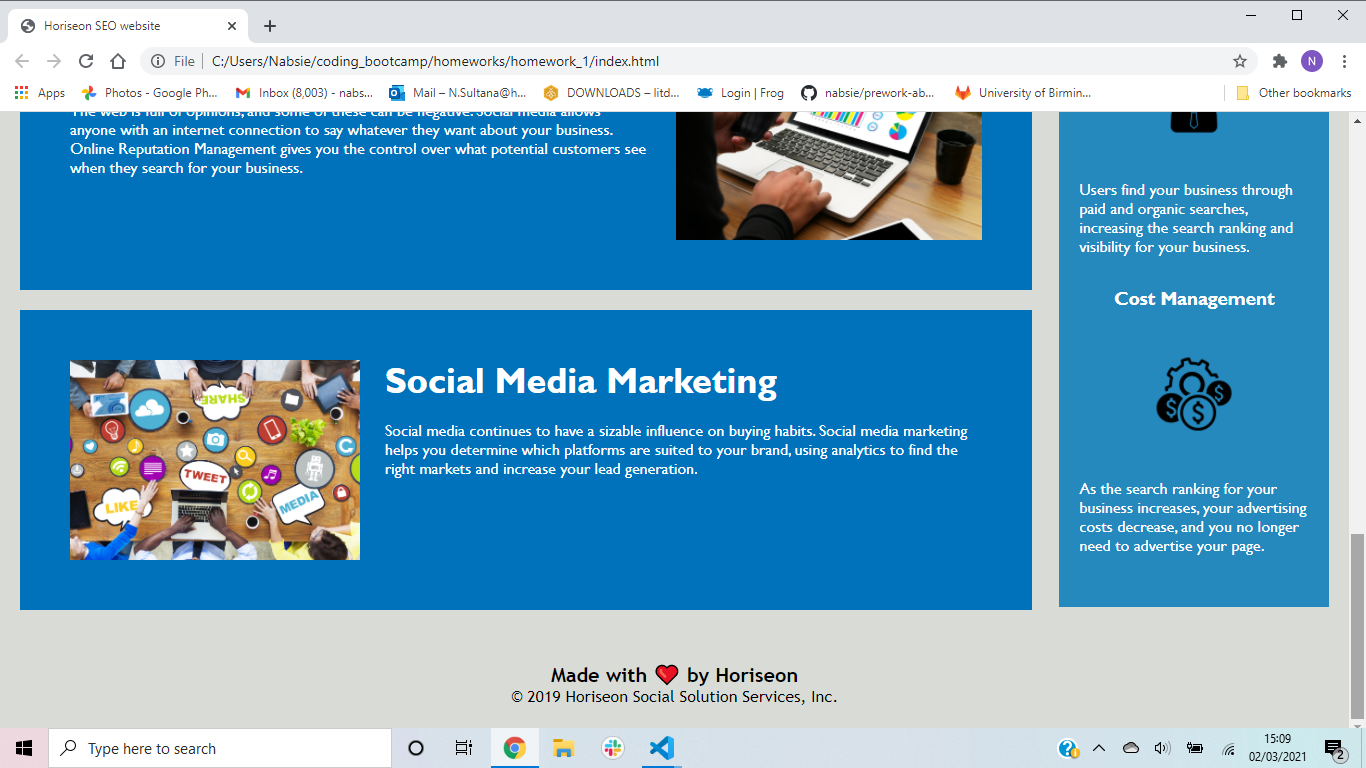 Horiseon SEO website
File
C:/Users/Nabsie/coding_bootcamp/homeworks/homework_1/index.html
N
Apps
Photos - Google Ph...
Inbox (8,003) - nabs...
Mail – N.Sultana@h...
DOWNLOADS – litd...
Login | Frog
nabsie/prework-ab...
University of Birmin...
Other bookmarks
The web is full of opinions, and some of these can be negative. Social media allows
anyone with an internet connection to say whatever they want about your business.
Online Reputation Management gives you the control over what potential customers see
when they search for your business.
Users find your business through
paid and organic searches,
increasing the search ranking and
visibility for your business.
Cost Management
As the search ranking for your
business increases, your advertising
costs decrease, and you no longer
need to advertise your page.
SHARE
TWEET
LIKE
MEDIA
Social Media Marketing
Social media continues to have a sizable influence on buying habits. Social media marketing
helps you determine which platforms are suited to your brand, using analytics to find the
right markets and increase your lead generation.
Made with ❤️ by Horiseon
© 2019 Horiseon Social Solution Services, Inc.
Type here to search
15:09
02/03/2021
2